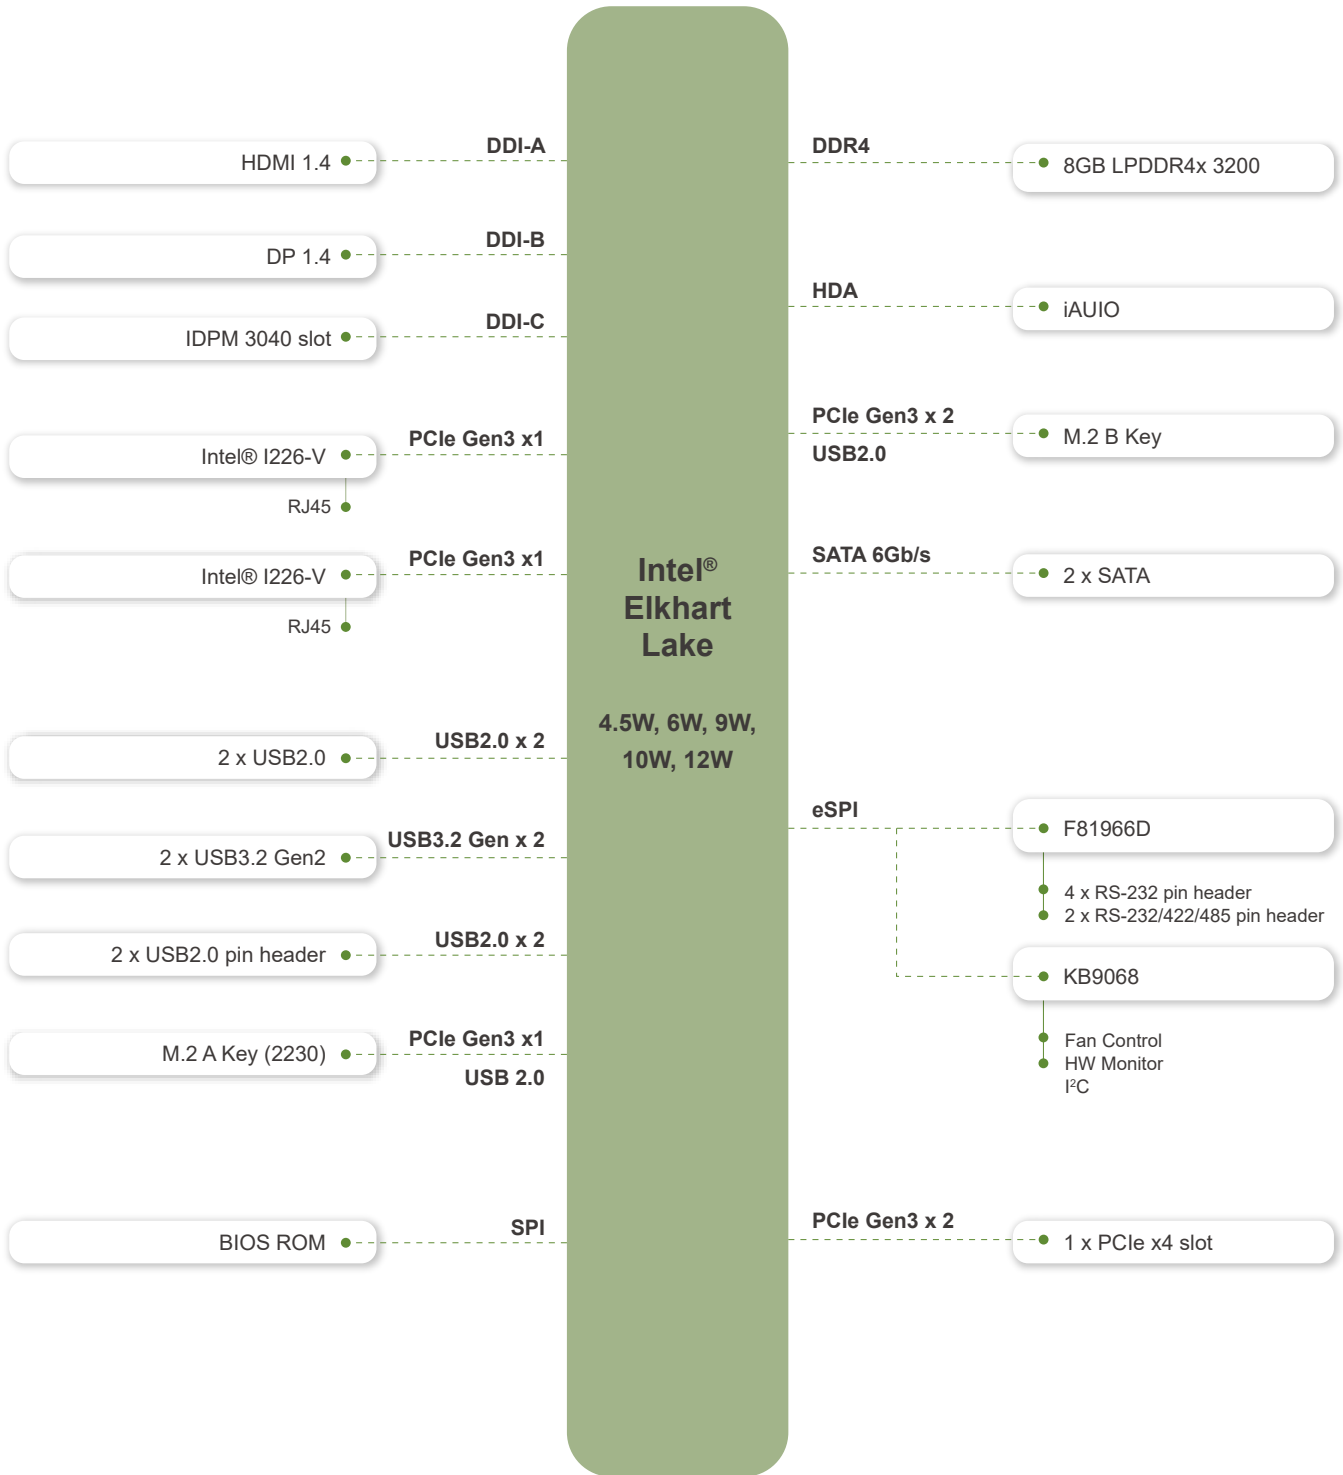 DDI-A
HDMI 1.4
DDI-B
DP 1.4
DDI-C
IDPM 3040 slot
PCIe Gen3 x1
Intel® I226-V
RJ45
PCIe Gen3 x1
Intel® I226-V
RJ45
USB2.0 x 2
2 x USB2.0
USB3.2 Gen x 2
2 x USB3.2 Gen2
USB2.0 x 2
2 x USB2.0 pin header
PCIe Gen3 x1
M.2 A Key (2230)
USB 2.0
SPI
BIOS ROM
Intel®
Elkhart
Lake
4.5W, 6W, 9W,
10W, 12W
DDR4
8GB LPDDR4x 3200
HDA
iAUIO
PCIe Gen3 x 2
M.2 B Key
USB2.0
SATA 6Gb/s
2 x SATA
eSPI
F81966D
4 x RS-232 pin header
2 x RS-232/422/485 pin header
KB9068
Fan Control
HW Monitor
I²C
PCIe Gen3 x 2
1 x PCIe x4 slot